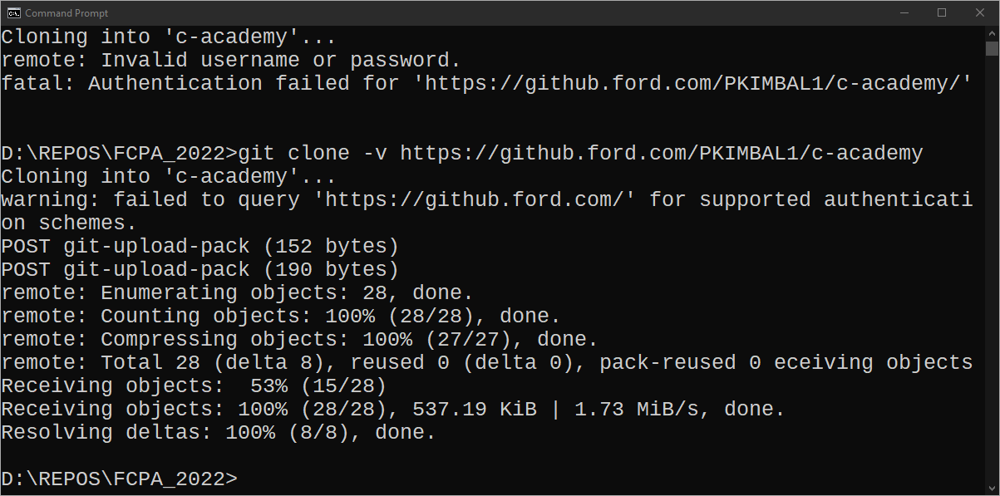 Command Prompt
Cloning into 'c-academy'...
remote: Invalid username or password.
fatal: Authentication failed for 'https://github.ford.com/PKIMBAL1/c-academy/'
D:\REPOS\FCPA_2022>git clone -v https://github.ford.com/PKIMBAL1/c-academy
Cloning into 'c-academy'...
warning: failed to query 'https://github.ford.com/' for supported authenticati
on schemes.
POST git-upload-pack (152 bytes)
POST git-upload-pack (190 bytes)
remote: Enumerating objects: 28, done.
remote: Counting objects: 100% (28/28), done.
remote: Compressing objects: 100% (27/27), done.
remote: Total 28 (delta 8), reused 0 (delta 0), pack-reused 0 eceiving objects
Receiving objects:  53% (15/28)
Receiving objects: 100% (28/28), 537.19 KiB | 1.73 MiB/s, done.
Resolving deltas: 100% (8/8), done.
D:\REPOS\FCPA_2022>